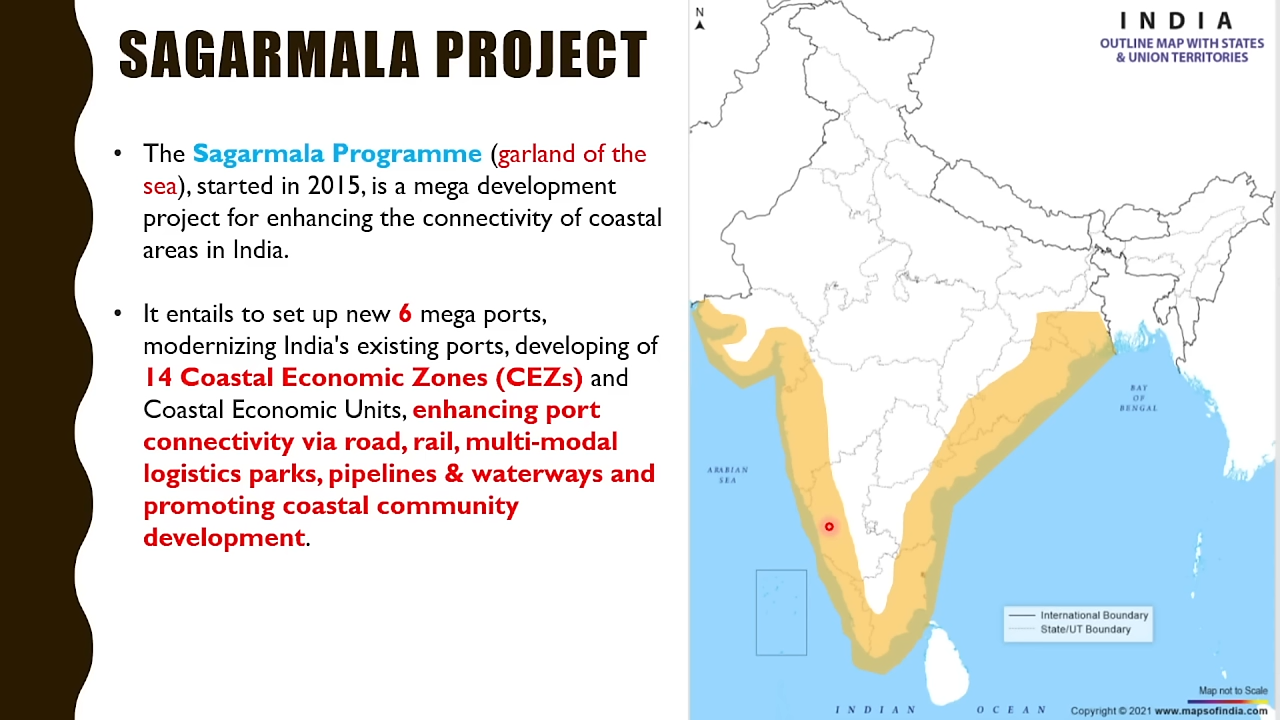 SAGARMALA PROJECT
• The Sagarmala Programme (garland of the
sea), started in 2015, is a mega development
project for enhancing the connectivity of coastal
areas in India.
• It entails to set up new 6 mega ports,
modernizing India's existing ports, developing of
14 Coastal Economic Zones (CEZs) and
Coastal Economic Units, enhancing port
connectivity via road, rail, multi-modal
logistics parks, pipelines & waterways and
promoting coastal community
development.
N
INDIA
OUTLINE MAP WITH STATES
& UNION TERRITORIES
BAY
OF
BENGAL
ARABIAN
SEA
International Boundary
State/UT Boundary
Map not to Scale
INDIAN OCEAN
Copyright © 2021 www.mapsofindia.com